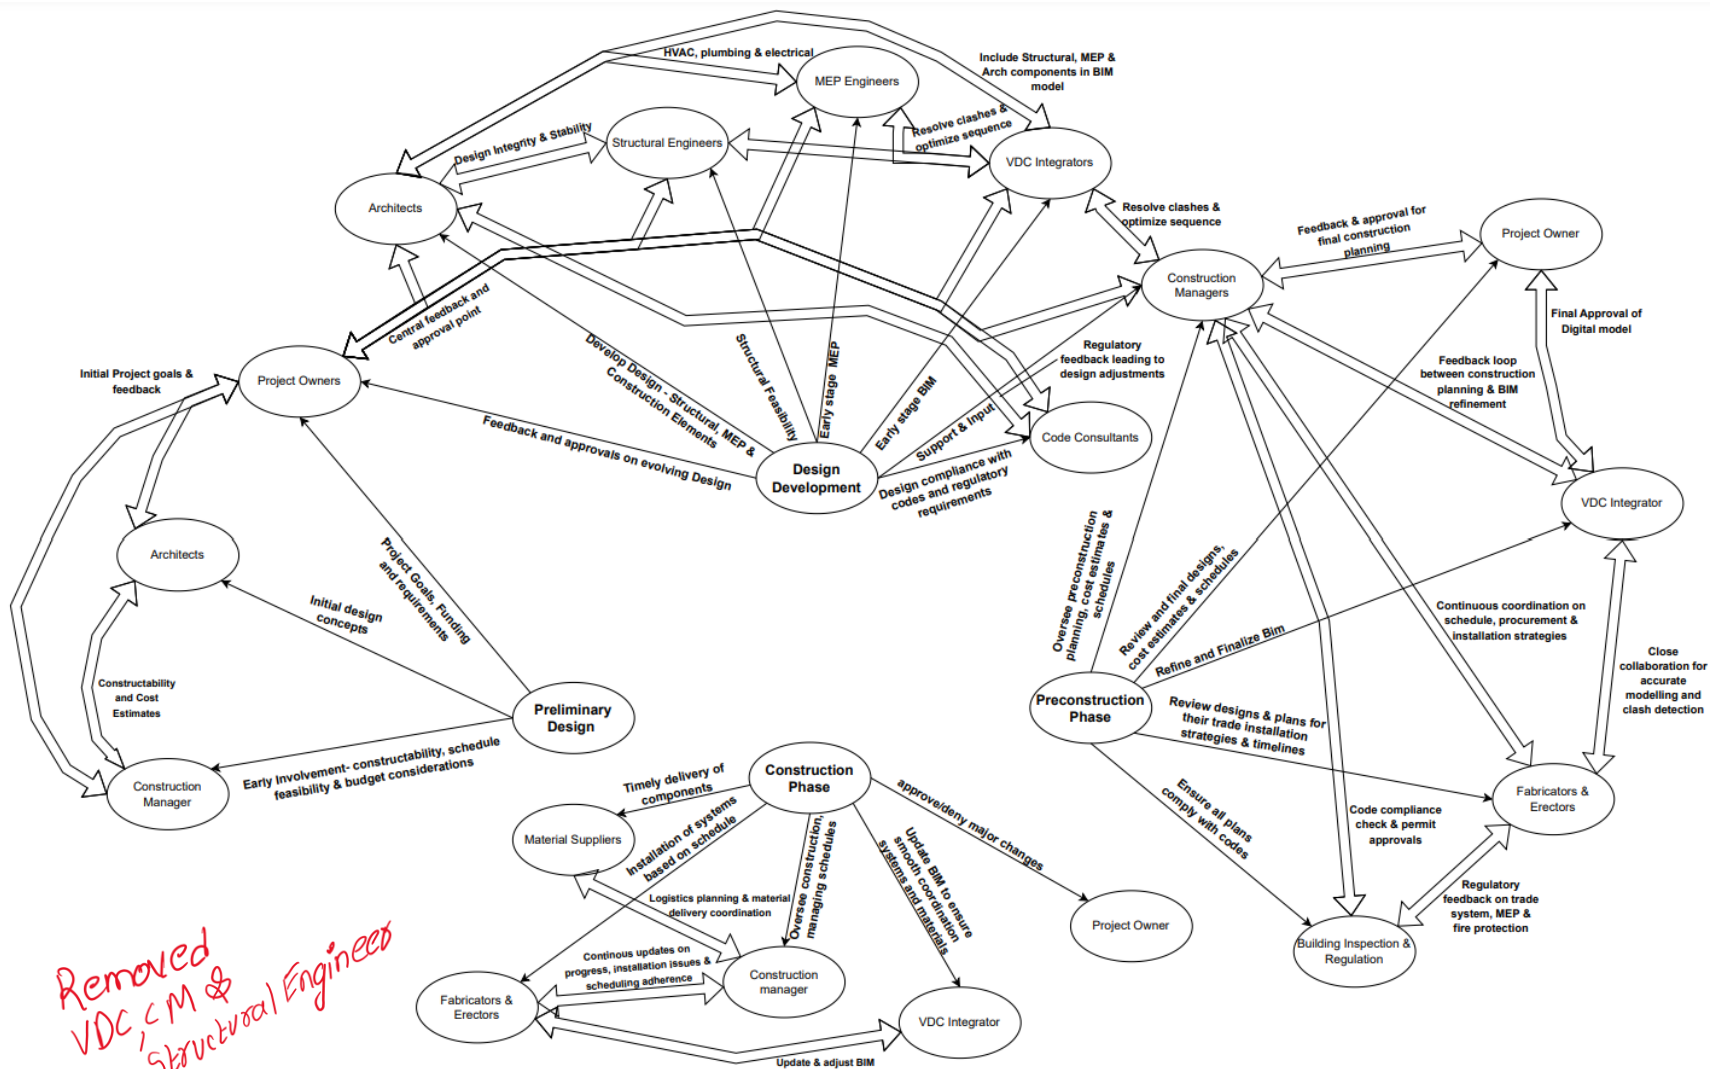 HVAC, plumbing & electrical
MEP Engineers
Include Structural, MEP &
Arch components in BIM
model
Design Integrity & Stability
Structural Engineers
Resolve clashes &
optimize sequence
VDC Integrators
Architects
Resolve clashes &
optimize sequence
Feedback & approval for
final construction
planning
Project Owner
Construction
Managers
Central feedback and
approval point
Final Approval of
Digital model
Initial Project goals &
feedback
Project Owners
Develop Design - Structural, MEP &
Construction Elements
Structural Feasibility
Early stage MEP
Early stage BIM
Regulatory
feedback leading to
design adjustments
Feedback loop
between construction
planning & BIM
refinement
Feedback and approvals on evolving Design
Support & Input
Code Consultants
Design
Development
Design compliance with
codes and regulatory
requirements
VDC Integrator
Architects
Project Goals, Funding
and requirements
Initial design
concepts
Oversee preconstruction
planning, cost estimates &
schedules
Review and final designs,
cost estimates & schedules
Refine and Finalize Bim
Continuous coordination on
schedule, procurement &
installation strategies
Close
collaboration for
accurate
modelling and
clash detection
Constructability
and Cost
Estimates
Preliminary
Design
Preconstruction
Phase
Review designs & plans for
their trade installation
strategies & timelines
Early Involvement- constructability, schedule
feasibility & budget considerations
Construction
Manager
Construction
Phase
Timely delivery of
components
approve/deny major changes
Ensure all plans
comply with codes
Fabricators &
Erectors
Code compliance
check & permit
approvals
Material Suppliers
Installation of systems
based on schedule
Oversee construction,
managing schedules
Update BIM to ensure
smooth coordination
systems and materials
Logistics planning & material
delivery coordination
Project Owner
Regulatory
feedback on trade
system, MEP &
fire protection
Building Inspection &
Regulation
Continous updates on
progress, installation issues &
scheduling adherence
Construction
manager
Fabricators &
Erectors
VDC Integrator
Update & adjust BIM
Removed
VDC, CM &
Structural Engineer